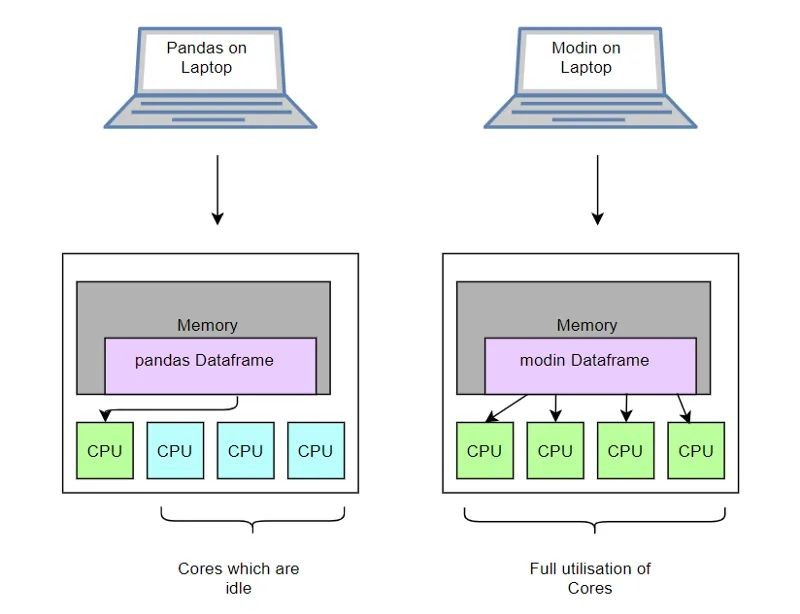 Pandas on
Laptop
Modin on
Laptop
Memory
pandas Dataframe
CPU CPU CPU CPU
Memory
modin Dataframe
CPU CPU CPU CPU
Cores which are
idle
Full utilisation of
Cores